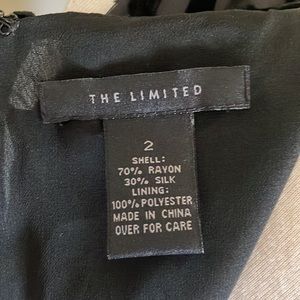 THE LIMITED
2
SHELL:
70% RAYON
30% SILK
LINING:
100% POLYESTER
MADE IN CHINA
OVER FOR CARE